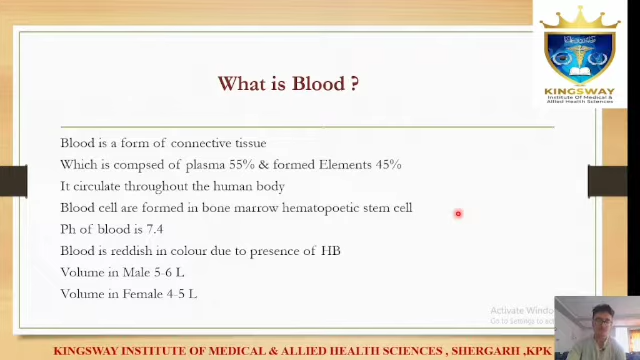 What is Blood ?
KINGSWAY
Institute Of Medical &
Allied Health Sciences
Blood is a form of connective tissue
Which is compsed of plasma 55% & formed Elements 45%
It circulate throughout the human body
Blood cell are formed in bone marrow hematopoetic stem cell
Ph of blood is 7.4
Blood is reddish in colour due to presence of HB
Volume in Male 5-6 L
Volume in Female 4-5 L
Activate Windo
Go to Settings to
KINGSWAY INSTITUTE OF MEDICAL & ALLIED HEALTH SCIENCES , SHERGARH ,KPK